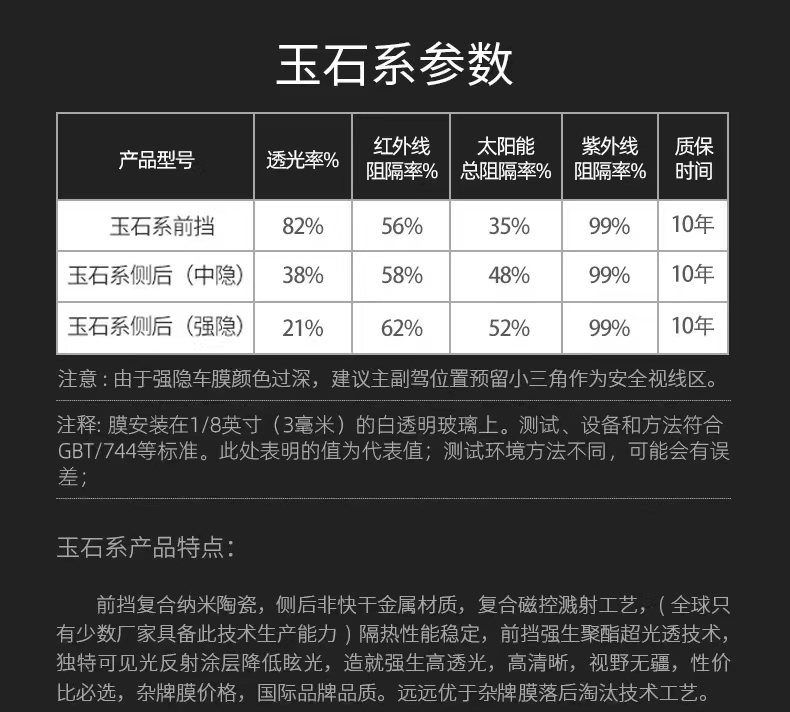 玉石系参数
产品型号 透光率% 红外线阻隔率% 太阳能总阻隔率% 紫外线阻隔率% 质保时间
玉石系前挡 82% 56% 35% 99% 10年
玉石系侧后（中隐） 38% 58% 48% 99% 10年
玉石系侧后（强隐） 21% 62% 52% 99% 10年
注意：由于强隐车膜颜色过深，建议主副驾位置预留小三角作为安全视线区。
注释: 膜安装在1/8英寸（3毫米）的白透明玻璃上。测试、设备和方法符合
GBT/744等标准。此处表明的值为代表值；测试环境方法不同，可能会有误
差；
玉石系产品特点：
前挡复合纳米陶瓷，侧后非快干金属材质，复合磁控溅射工艺，( 全球只
有少数厂家具备此技术生产能力 ) 隔热性能稳定，前挡强生聚酯超光透技术，
独特可见光反射涂层降低眩光，造就强生高透光，高清晰，视野无疆，性价
比必选，杂牌膜价格，国际品牌品质。远远优于杂牌膜落后淘汰技术工艺。